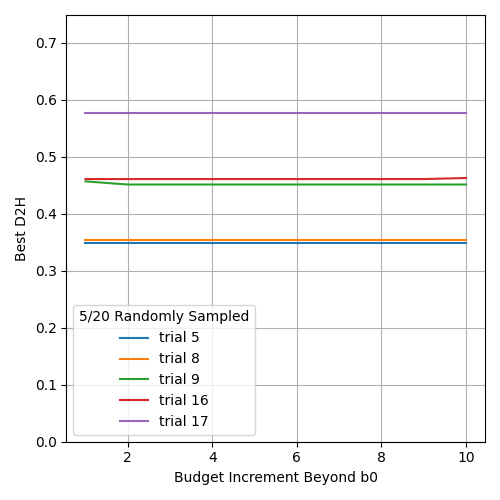 0.7
0.6
0.5
0.4
0.3
0.2
0.1
0.0
Best D2H
5/20 Randomly Sampled
trial 5
trial 8
trial 9
trial 16
trial 17
2 4 6 8 10
Budget Increment Beyond b0